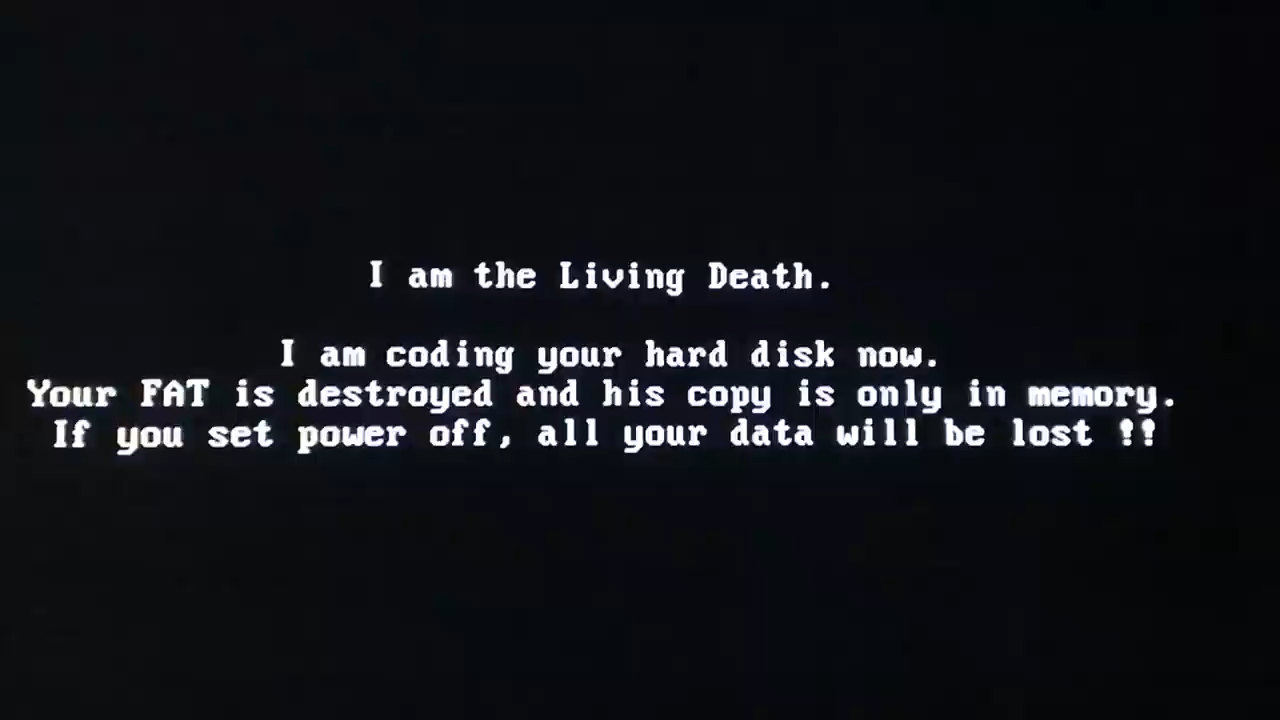 I am the Living Death.
I am coding your hard disk now.
Your FAT is destroyed and his copy is only in memory.
If you set power off, all your data will be lost !!